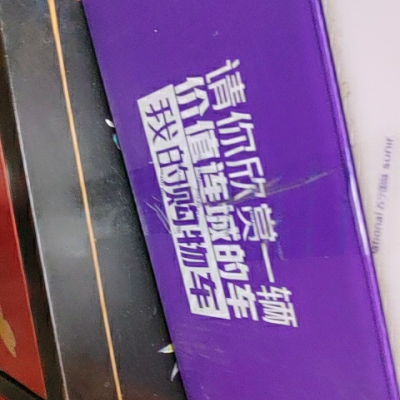 请你欣赏一辆
价值连城的车
我的购物车